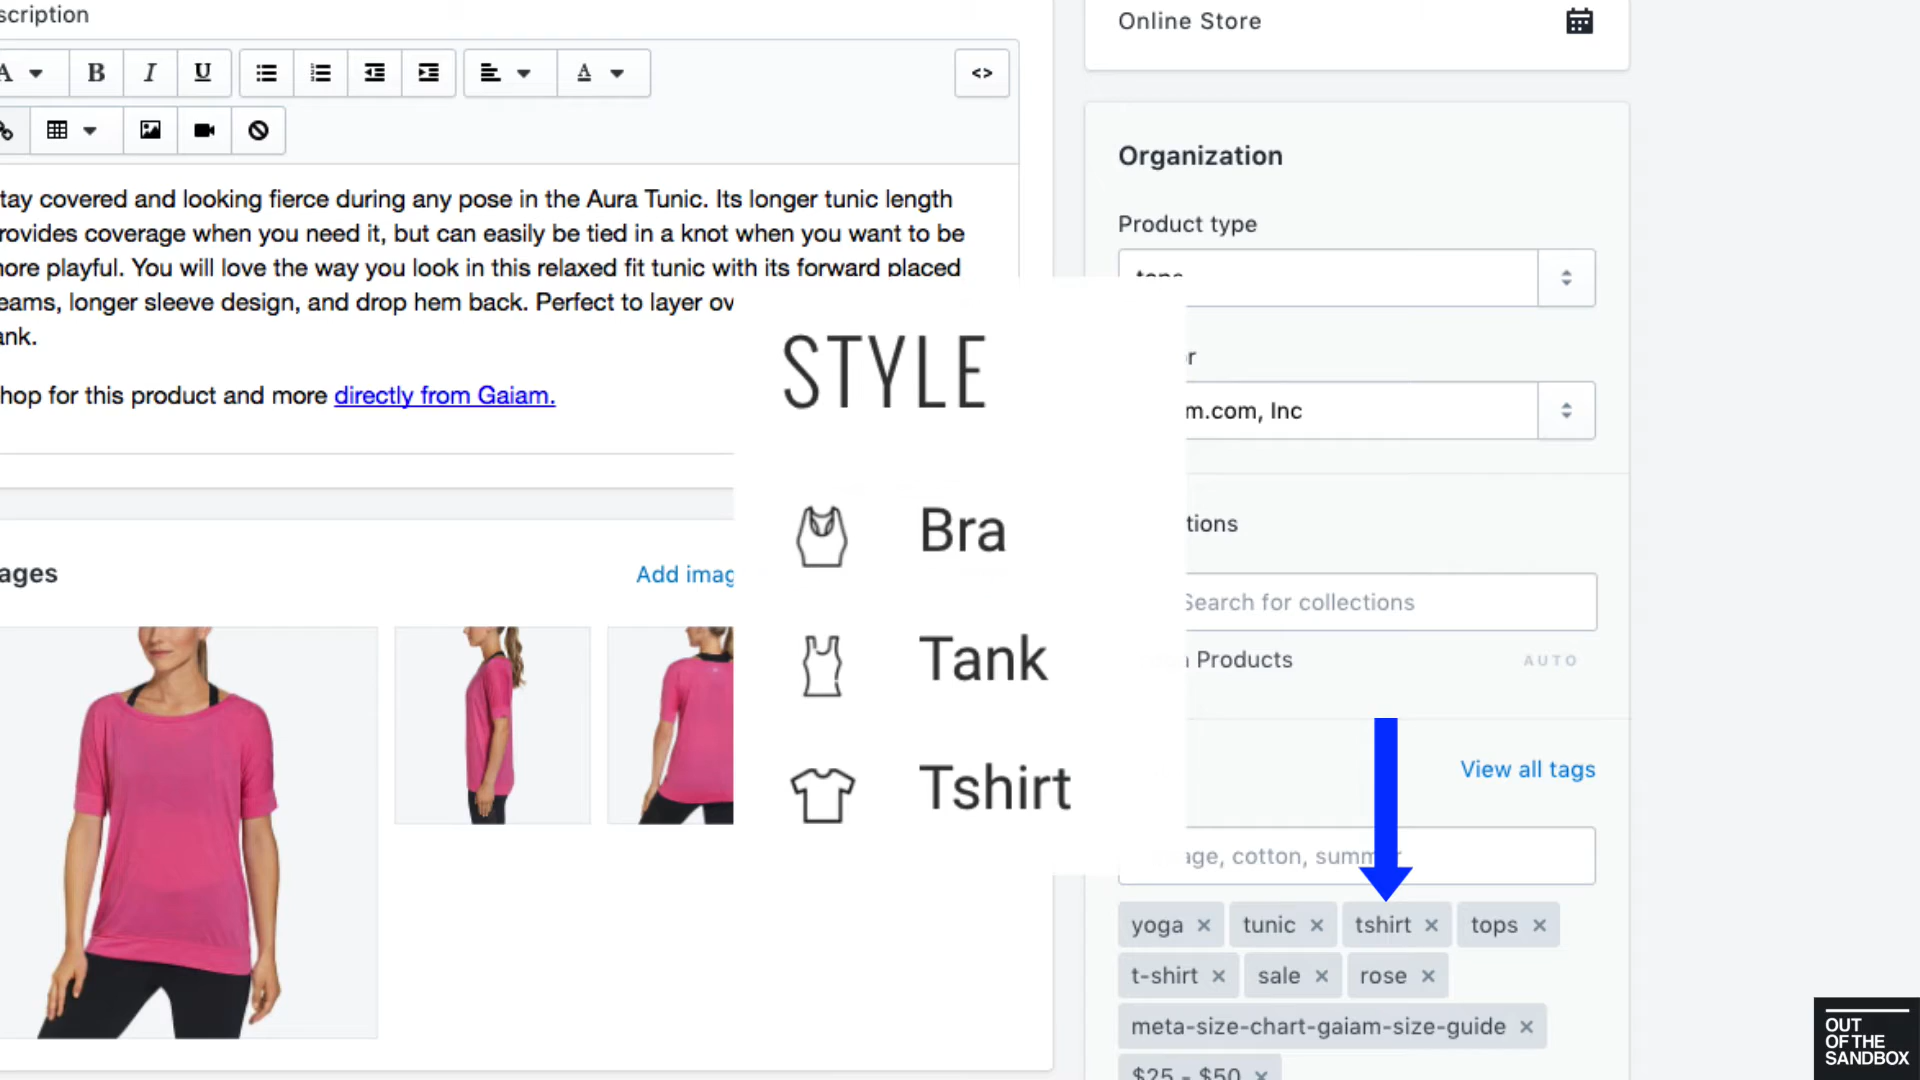 scription
Online Store
A
B
I
U
A
<>
Organization
Product type
tay covered and looking fierce during any pose in the Aura Tunic. Its longer tunic length
rovides coverage when you need it, but can easily be tied in a knot when you want to be
nore playful. You will love the way you look in this relaxed fit tunic with its forward placed
eams, longer sleeve design, and drop hem back. Perfect to layer ov
ank.
hop for this product and more directly from Gaiam.
tops
or
m.com, Inc
tions
Search for collections
Products
AUTO
STYLE
Bra
Tank
Tshirt
ages
Add imag
View all tags
age, cotton, summer
yoga × tunic × tshirt × tops ×
t-shirt × sale × rose ×
meta-size-chart-gaiam-size-guide ×
$25 - $50 ×
OUT
OF THE
SANDBOX